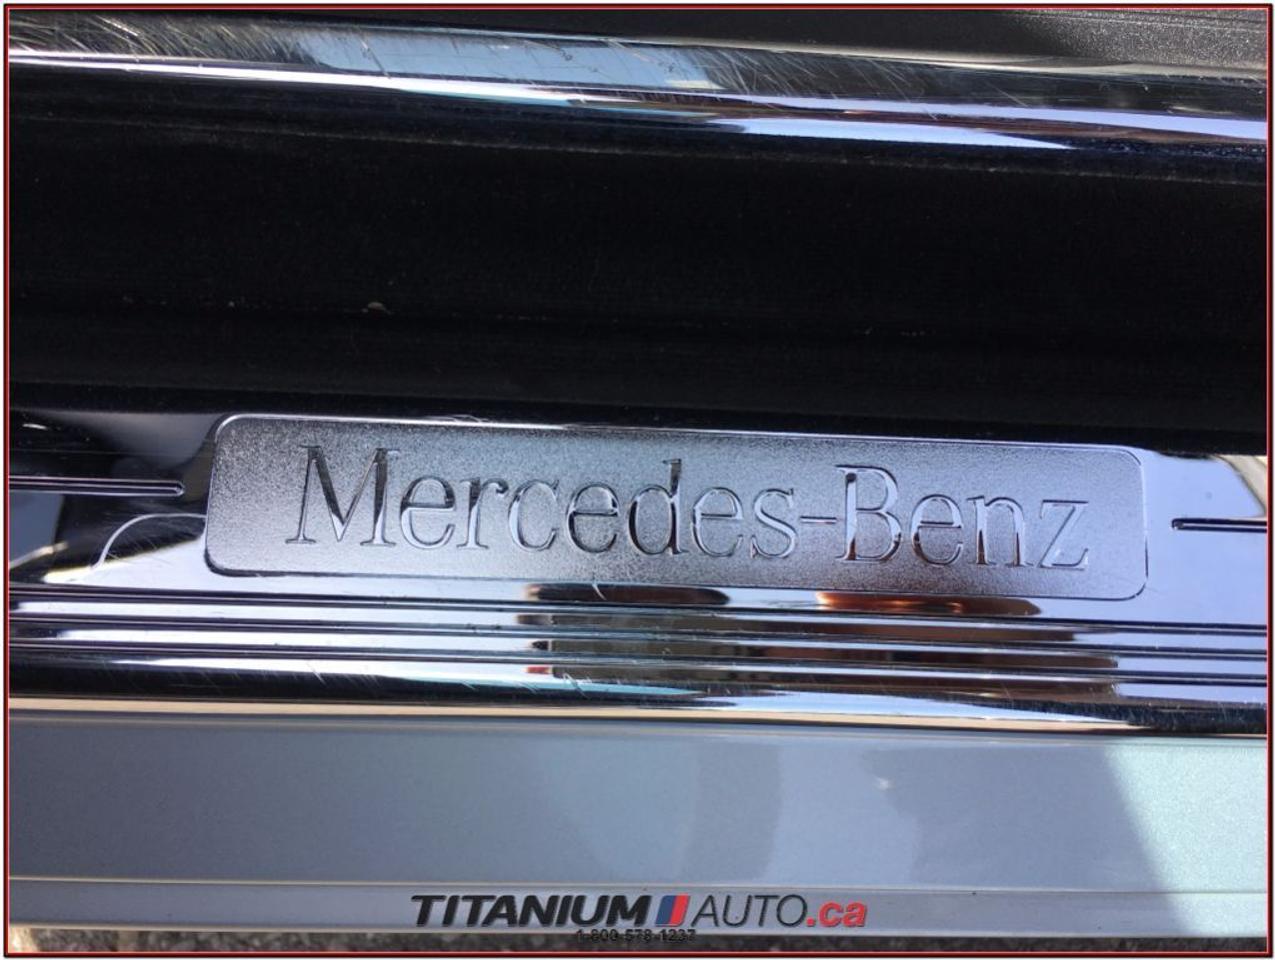 Mercedes-Benz
TITANIUM AUTO.ca
1-800-578-1237